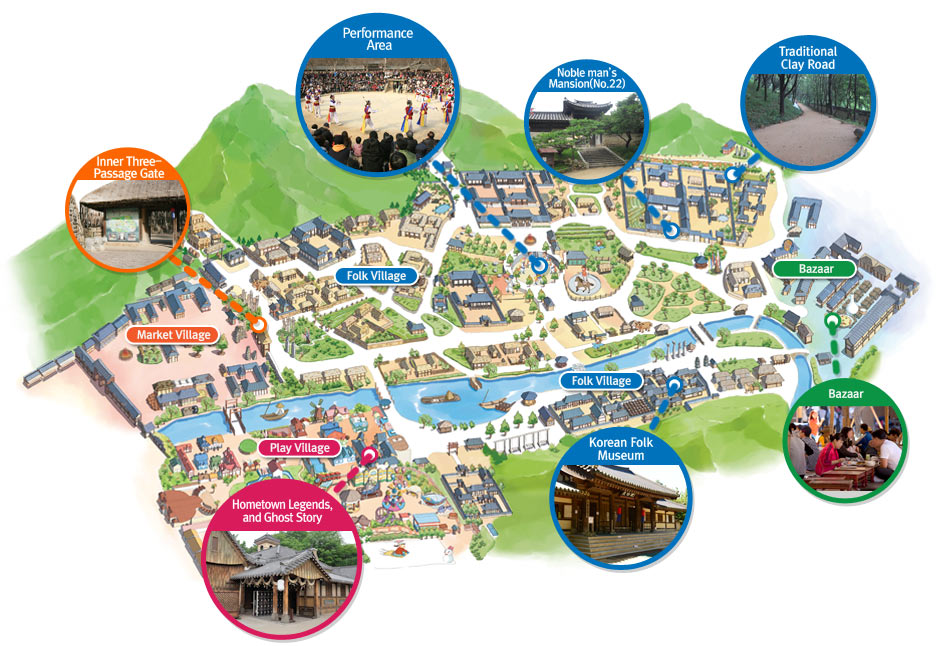 Performance
Area
Noble man's
Mansion(No.22)
Traditional
Clay Road
Inner Three-
Passage Gate
Folk Village
Bazaar
Market Village
Folk Village
Bazaar
Play Village
Korean Folk
Museum
Hometown Legends,
and Ghost Story